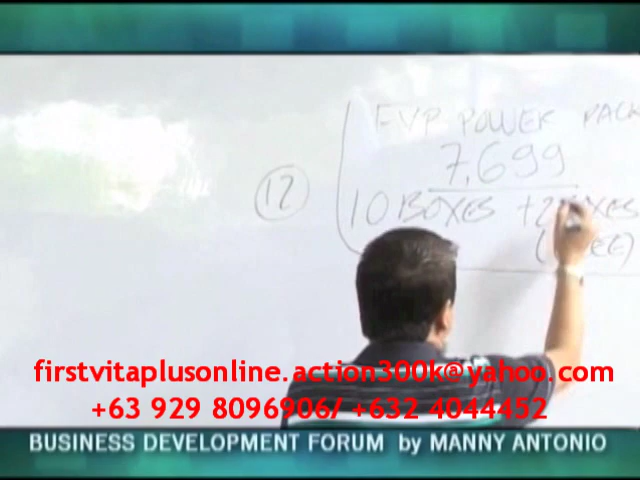 FVP POWER PACK
7,699
12
10 BOXES + 2 BOXES
firstvitaplusonline.action300k@yahoo.com
+63 929 8096906/ +632 4044452
BUSINESS DEVELOPMENT FORUM by MANNY ANTONIO